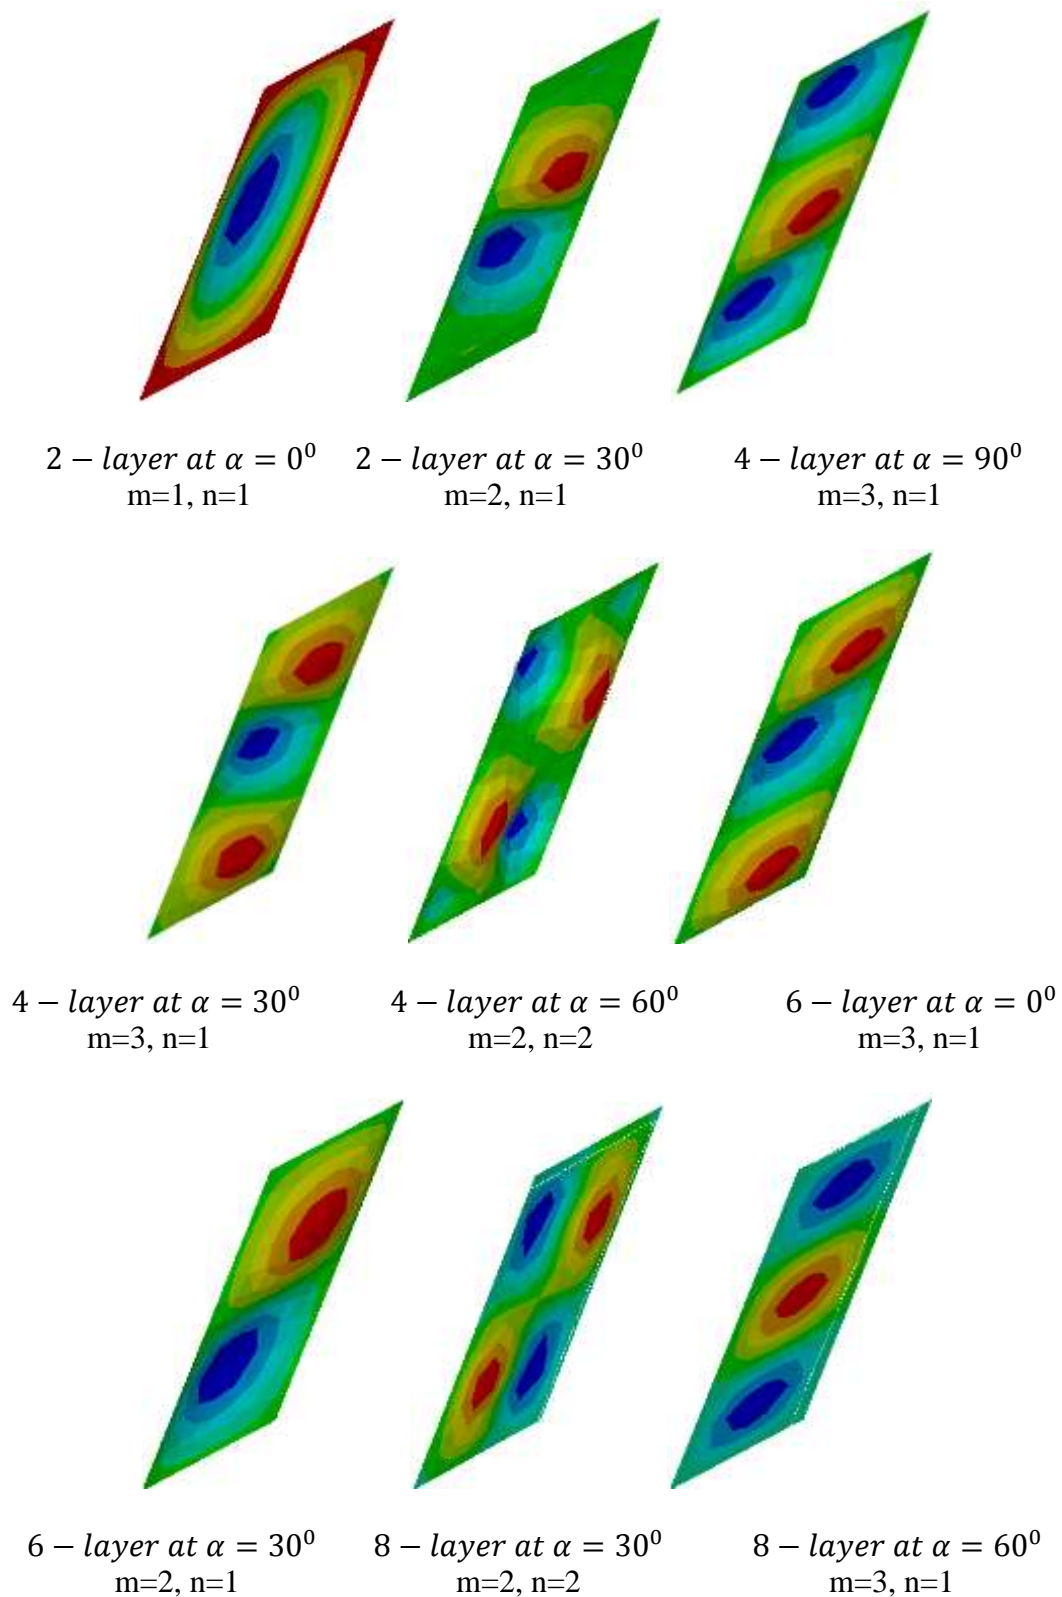 2 − layer at α = 0⁰ 2 − layer at α = 30⁰ 4 − layer at α = 90⁰
m=1, n=1 m=2, n=1 m=3, n=1
4 − layer at α = 30⁰ 4 − layer at α = 60⁰ 6 − layer at α = 0⁰
m=3, n=1 m=2, n=2 m=3, n=1
6 − layer at α = 30⁰ 8 − layer at α = 30⁰ 8 − layer at α = 60⁰
m=2, n=1 m=2, n=2 m=3, n=1